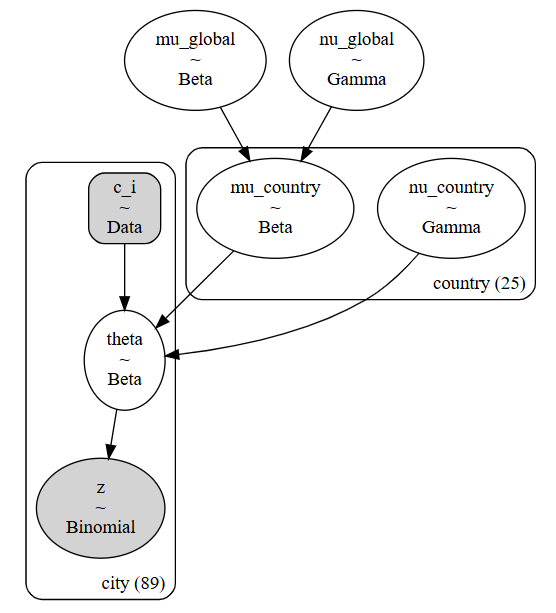 mu_global
~
Beta
nu_global
~
Gamma
c_i
~
Data
mu_country
~
Beta
nu_country
~
Gamma
country (25)
theta
~
Beta
z
~
Binomial
city (89)